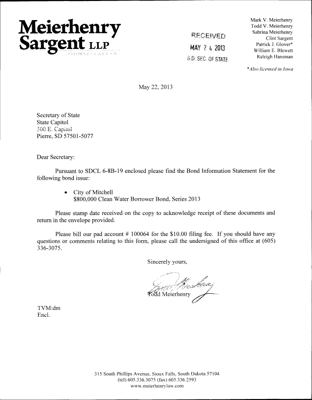 Meierhenry
Sargent LLP
Mark V. Meierhenry
Todd V. Meierhenry
Sabrina Meierhenry
Clint Sargent
Patrick J. Glover*
William E. Blewett
Raleigh Hansman
*Also licensed in Iowa
RECEIVED
MAY 24 2013
S.D. SEC. OF STATE
May 22, 2013
Secretary of State
State Capitol
500 E. Capitol
Pierre, SD 57501-5077
Dear Secretary:
Pursuant to SDCL 6-8B-19 enclosed please find the Bond Information Statement for the
following bond issue:
• City of Mitchell
$800,000 Clean Water Borrower Bond, Series 2013
Please stamp date received on the copy to acknowledge receipt of these documents and
return in the envelope provided.
Please bill our pad account # 100064 for the $10.00 filing fee. If you should have any
questions or comments relating to this form, please call the undersigned of this office at (605)
336-3075.
Sincerely yours,
Todd Meierhenry
TVM:dm
Encl.
315 South Phillips Avenue, Sioux Falls, South Dakota 57104
(tel) 605.336.3075 (fax) 605.336.2593
www.meierhenrylaw.com